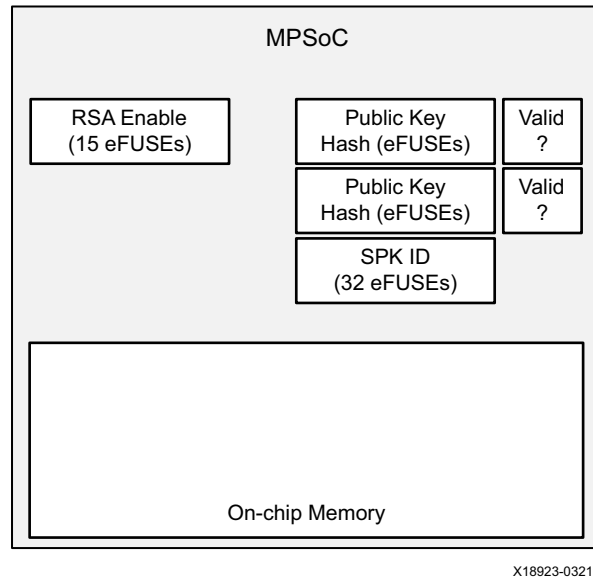 MPSoC
RSA Enable
(15 eFUSEs)
Public Key
Hash (eFUSEs)
Valid
?
Public Key
Hash (eFUSEs)
Valid
?
SPK ID
(32 eFUSEs)
On-chip Memory
X18923-0321